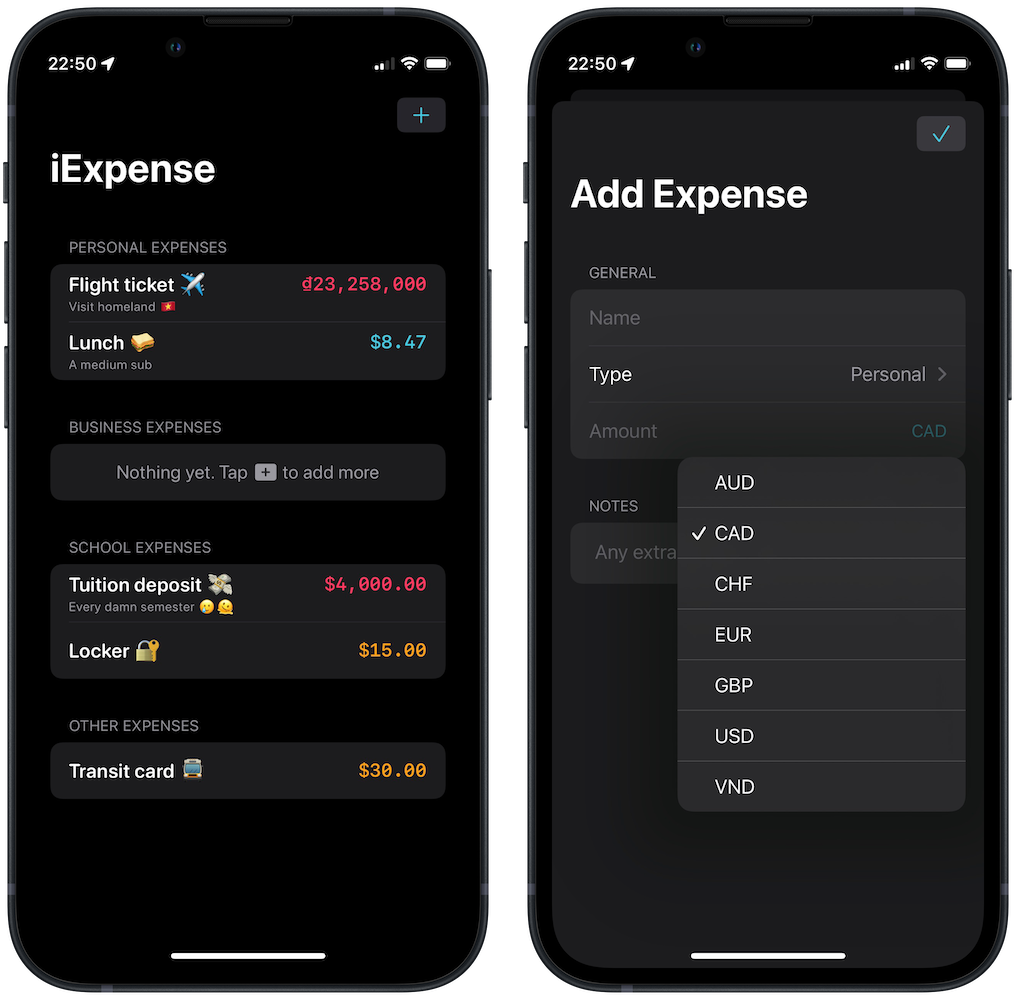 22:50
+
iExpense
PERSONAL EXPENSES
Flight ticket ✈️ ₫23,258,000
Visit homeland 🇻🇳
Lunch 🥪 $8.47
A medium sub
BUSINESS EXPENSES
Nothing yet. Tap + to add more
SCHOOL EXPENSES
Tuition deposit 💸 $4,000.00
Every damn semester 🥲🫠
Locker 🔐 $15.00
OTHER EXPENSES
Transit card 🚊 $30.00
22:50
✓
Add Expense
GENERAL
Name
Type Personal >
Amount CAD
NOTES
Any extra
AUD
✓ CAD
CHF
EUR
GBP
USD
VND